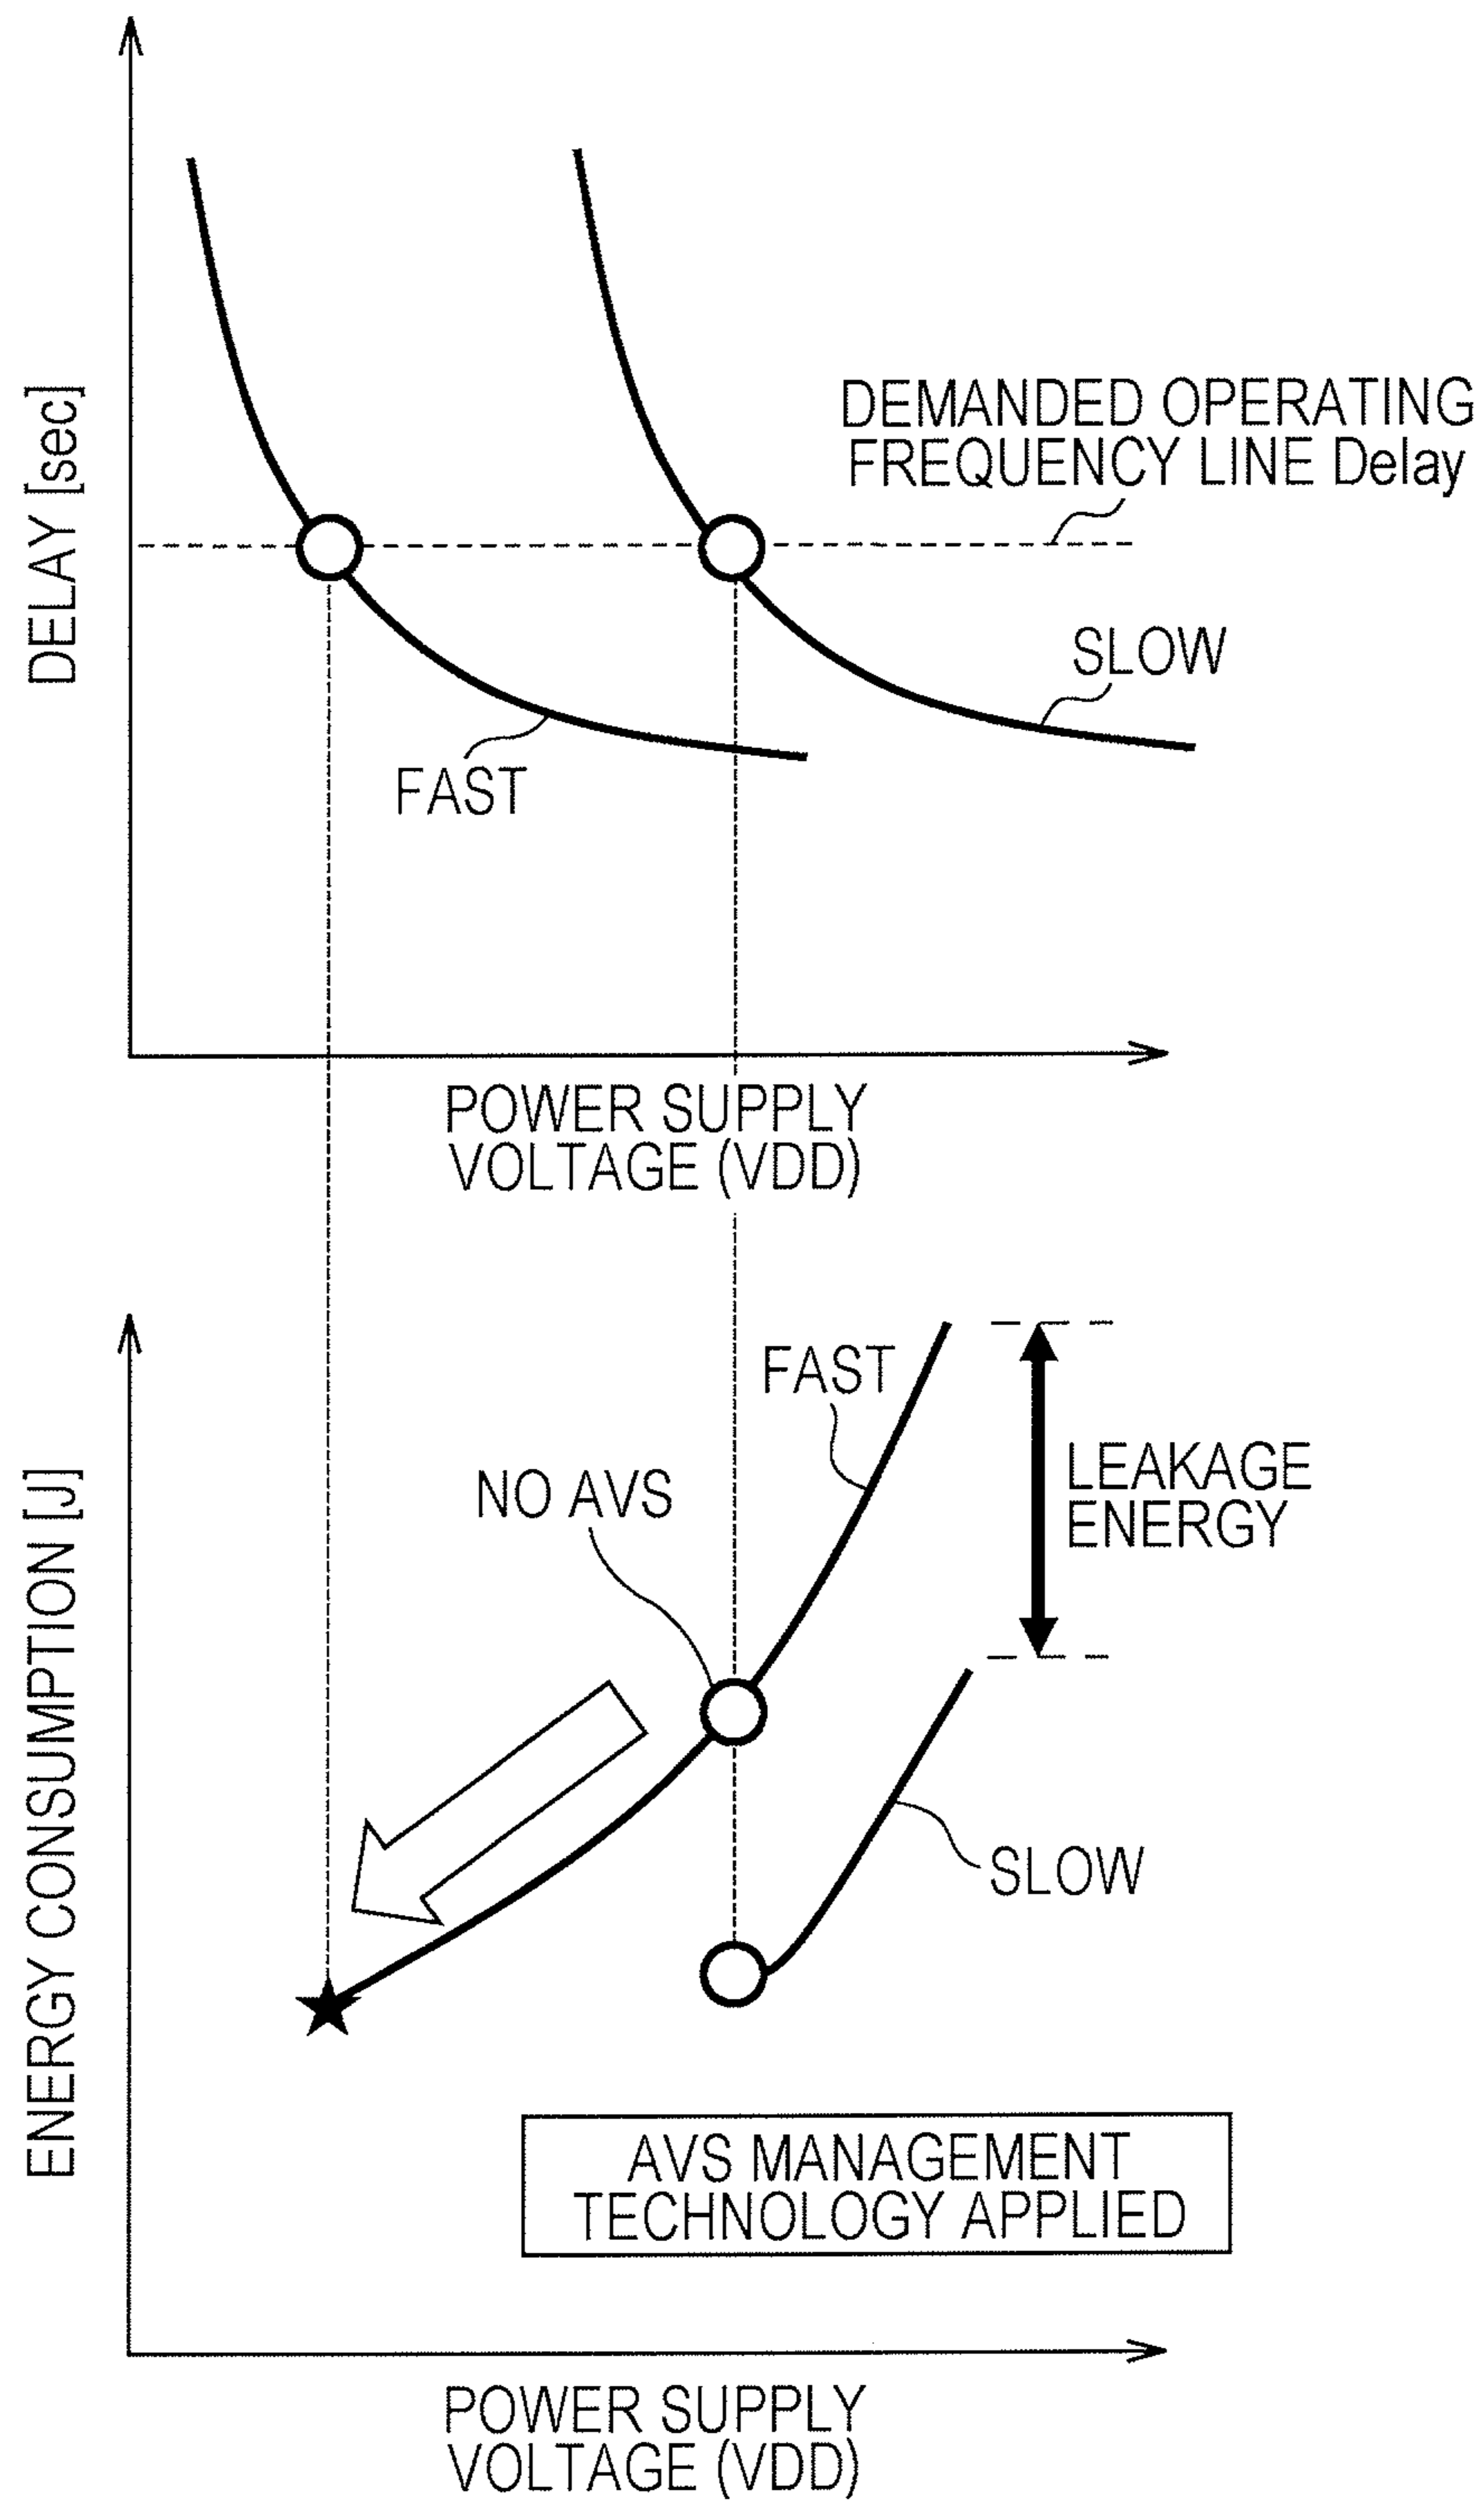 DELAY [sec]
DEMANDED OPERATING
FREQUENCY LINE Delay
SLOW
FAST
POWER SUPPLY
VOLTAGE (VDD)
ENERGY CONSUMPTION [J]
FAST
NO AVS
LEAKAGE
ENERGY
SLOW
AVS MANAGEMENT
TECHNOLOGY APPLIED
POWER SUPPLY
VOLTAGE (VDD)